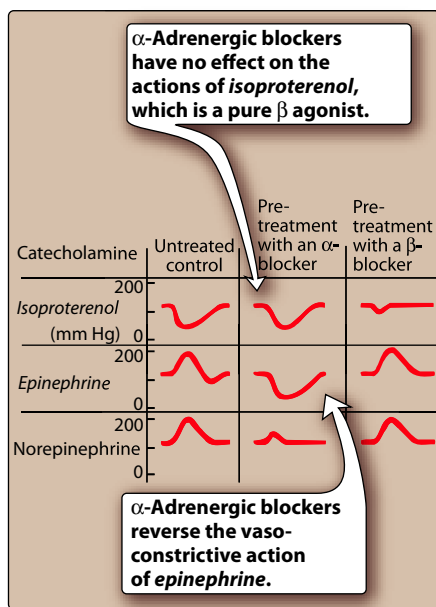 α-Adrenergic blockers
have no effect on the
actions of isoproterenol,
which is a pure β agonist.
Catecholamine
Untreated
control
Pre-
treatment
with an α-
blocker
Pre-
treatment
with a β-
blocker
Isoproterenol
(mm Hg)
200
0
Epinephrine
200
0
Norepinephrine
200
0
α-Adrenergic blockers
reverse the vaso-
constrictive action
of epinephrine.